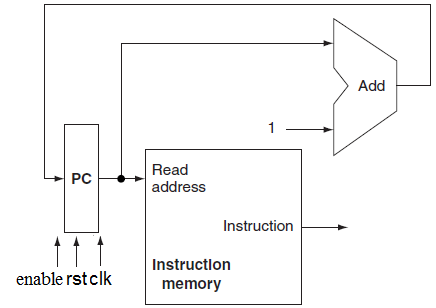 Add
1
PC
Read
address
Instruction
Instruction
memory
enable rst clk